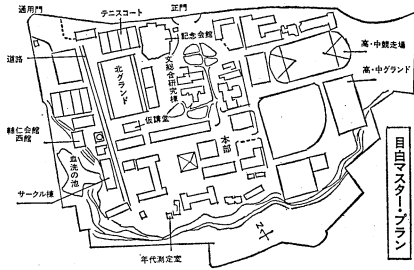 通用門
テニスコート
正門
道路
北グランド
記念会館
文総合研究棟
高・中競走場
高・中グランド
仮講堂
輔仁会館
西館
本部
血洗の池
サークル棟
年代測定室
N
目白マスター・プラン